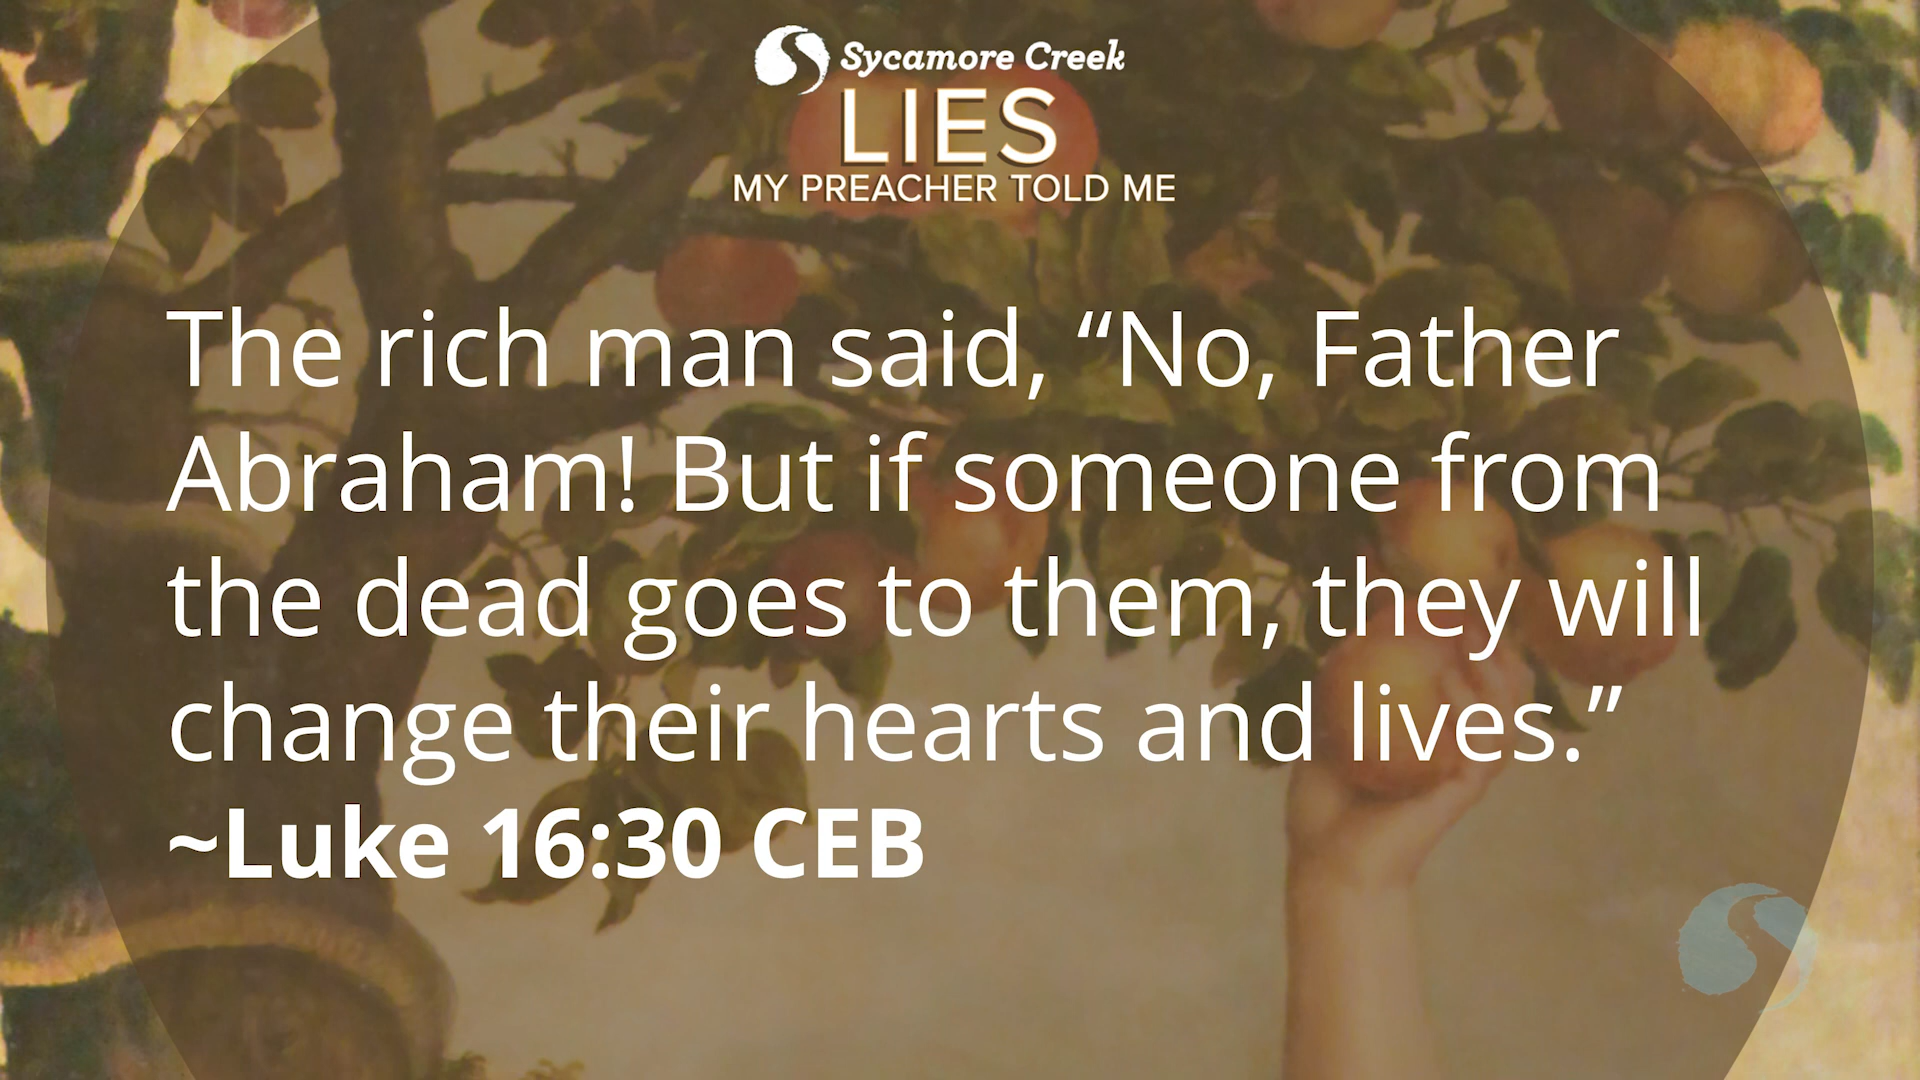 Sycamore Creek
LIES
MY PREACHER TOLD ME
The rich man said, “No, Father
Abraham! But if someone from
the dead goes to them, they will
change their hearts and lives.”
~Luke 16:30 CEB